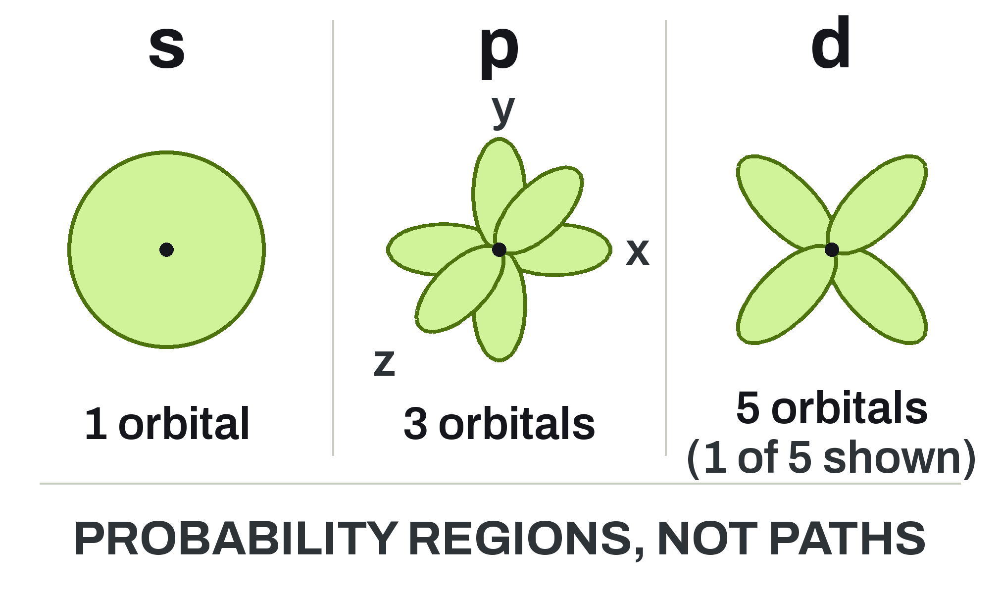 s
1 orbital
p
y
x
z
3 orbitals
d
5 orbitals
(1 of 5 shown)
PROBABILITY REGIONS, NOT PATHS